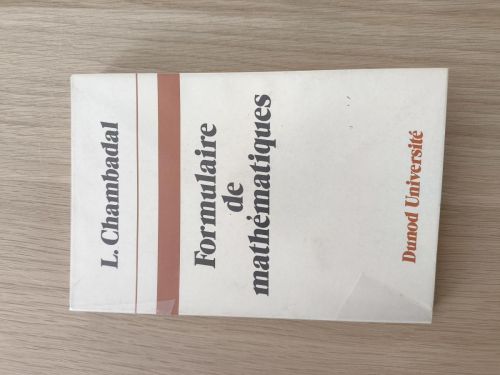 L. Chambadal
Formulaire
de
mathématiques
Dunod Université